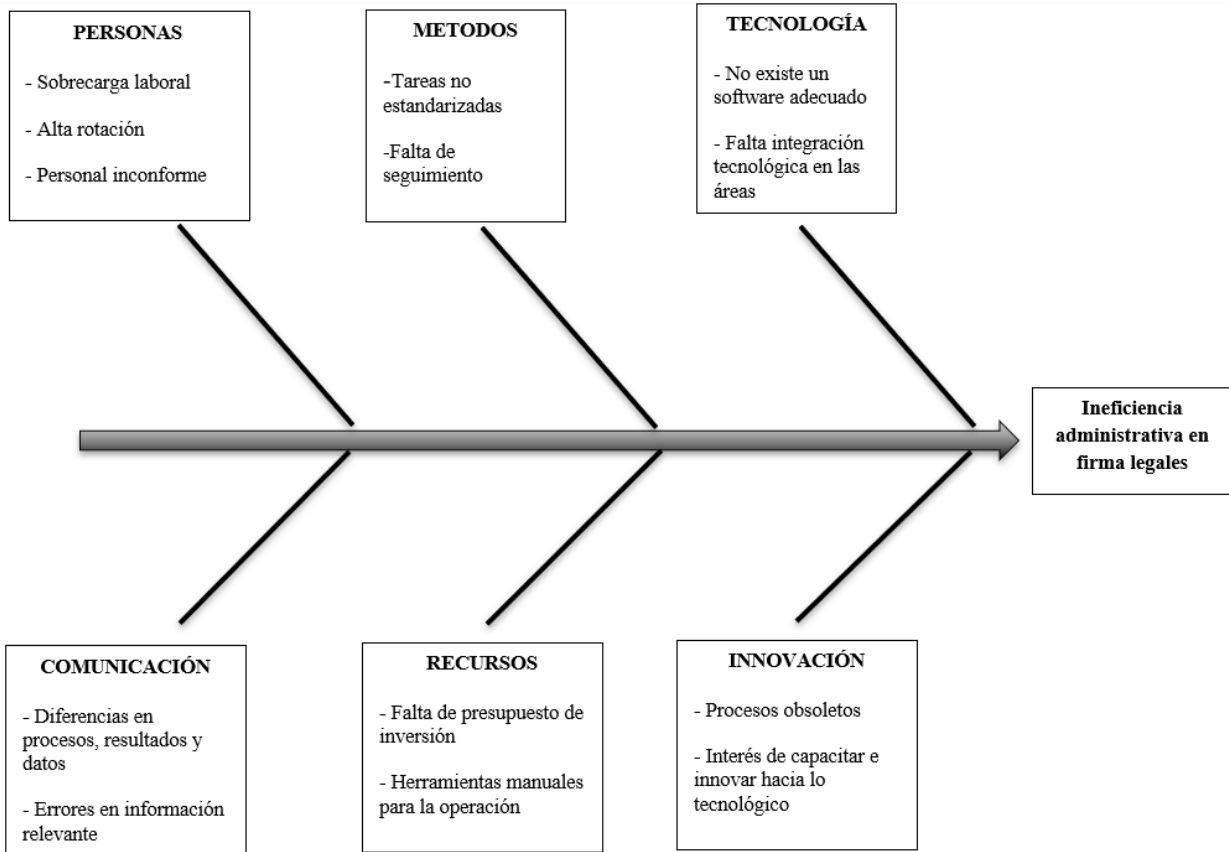 PERSONAS
- Sobrecarga laboral
- Alta rotación
- Personal inconforme
METODOS
-Tareas no
estandarizadas
-Falta de
seguimiento
TECNOLOGÍA
- No existe un
software adecuado
- Falta integración
tecnológica en las
áreas
Ineficiencia
administrativa en
firma legales
COMUNICACIÓN
- Diferencias en
procesos, resultados y
datos
- Errores en información
relevante
RECURSOS
- Falta de presupuesto de
inversión
- Herramientas manuales
para la operación
INNOVACIÓN
- Procesos obsoletos
- Interés de capacitar e
innovar hacia lo
tecnológico